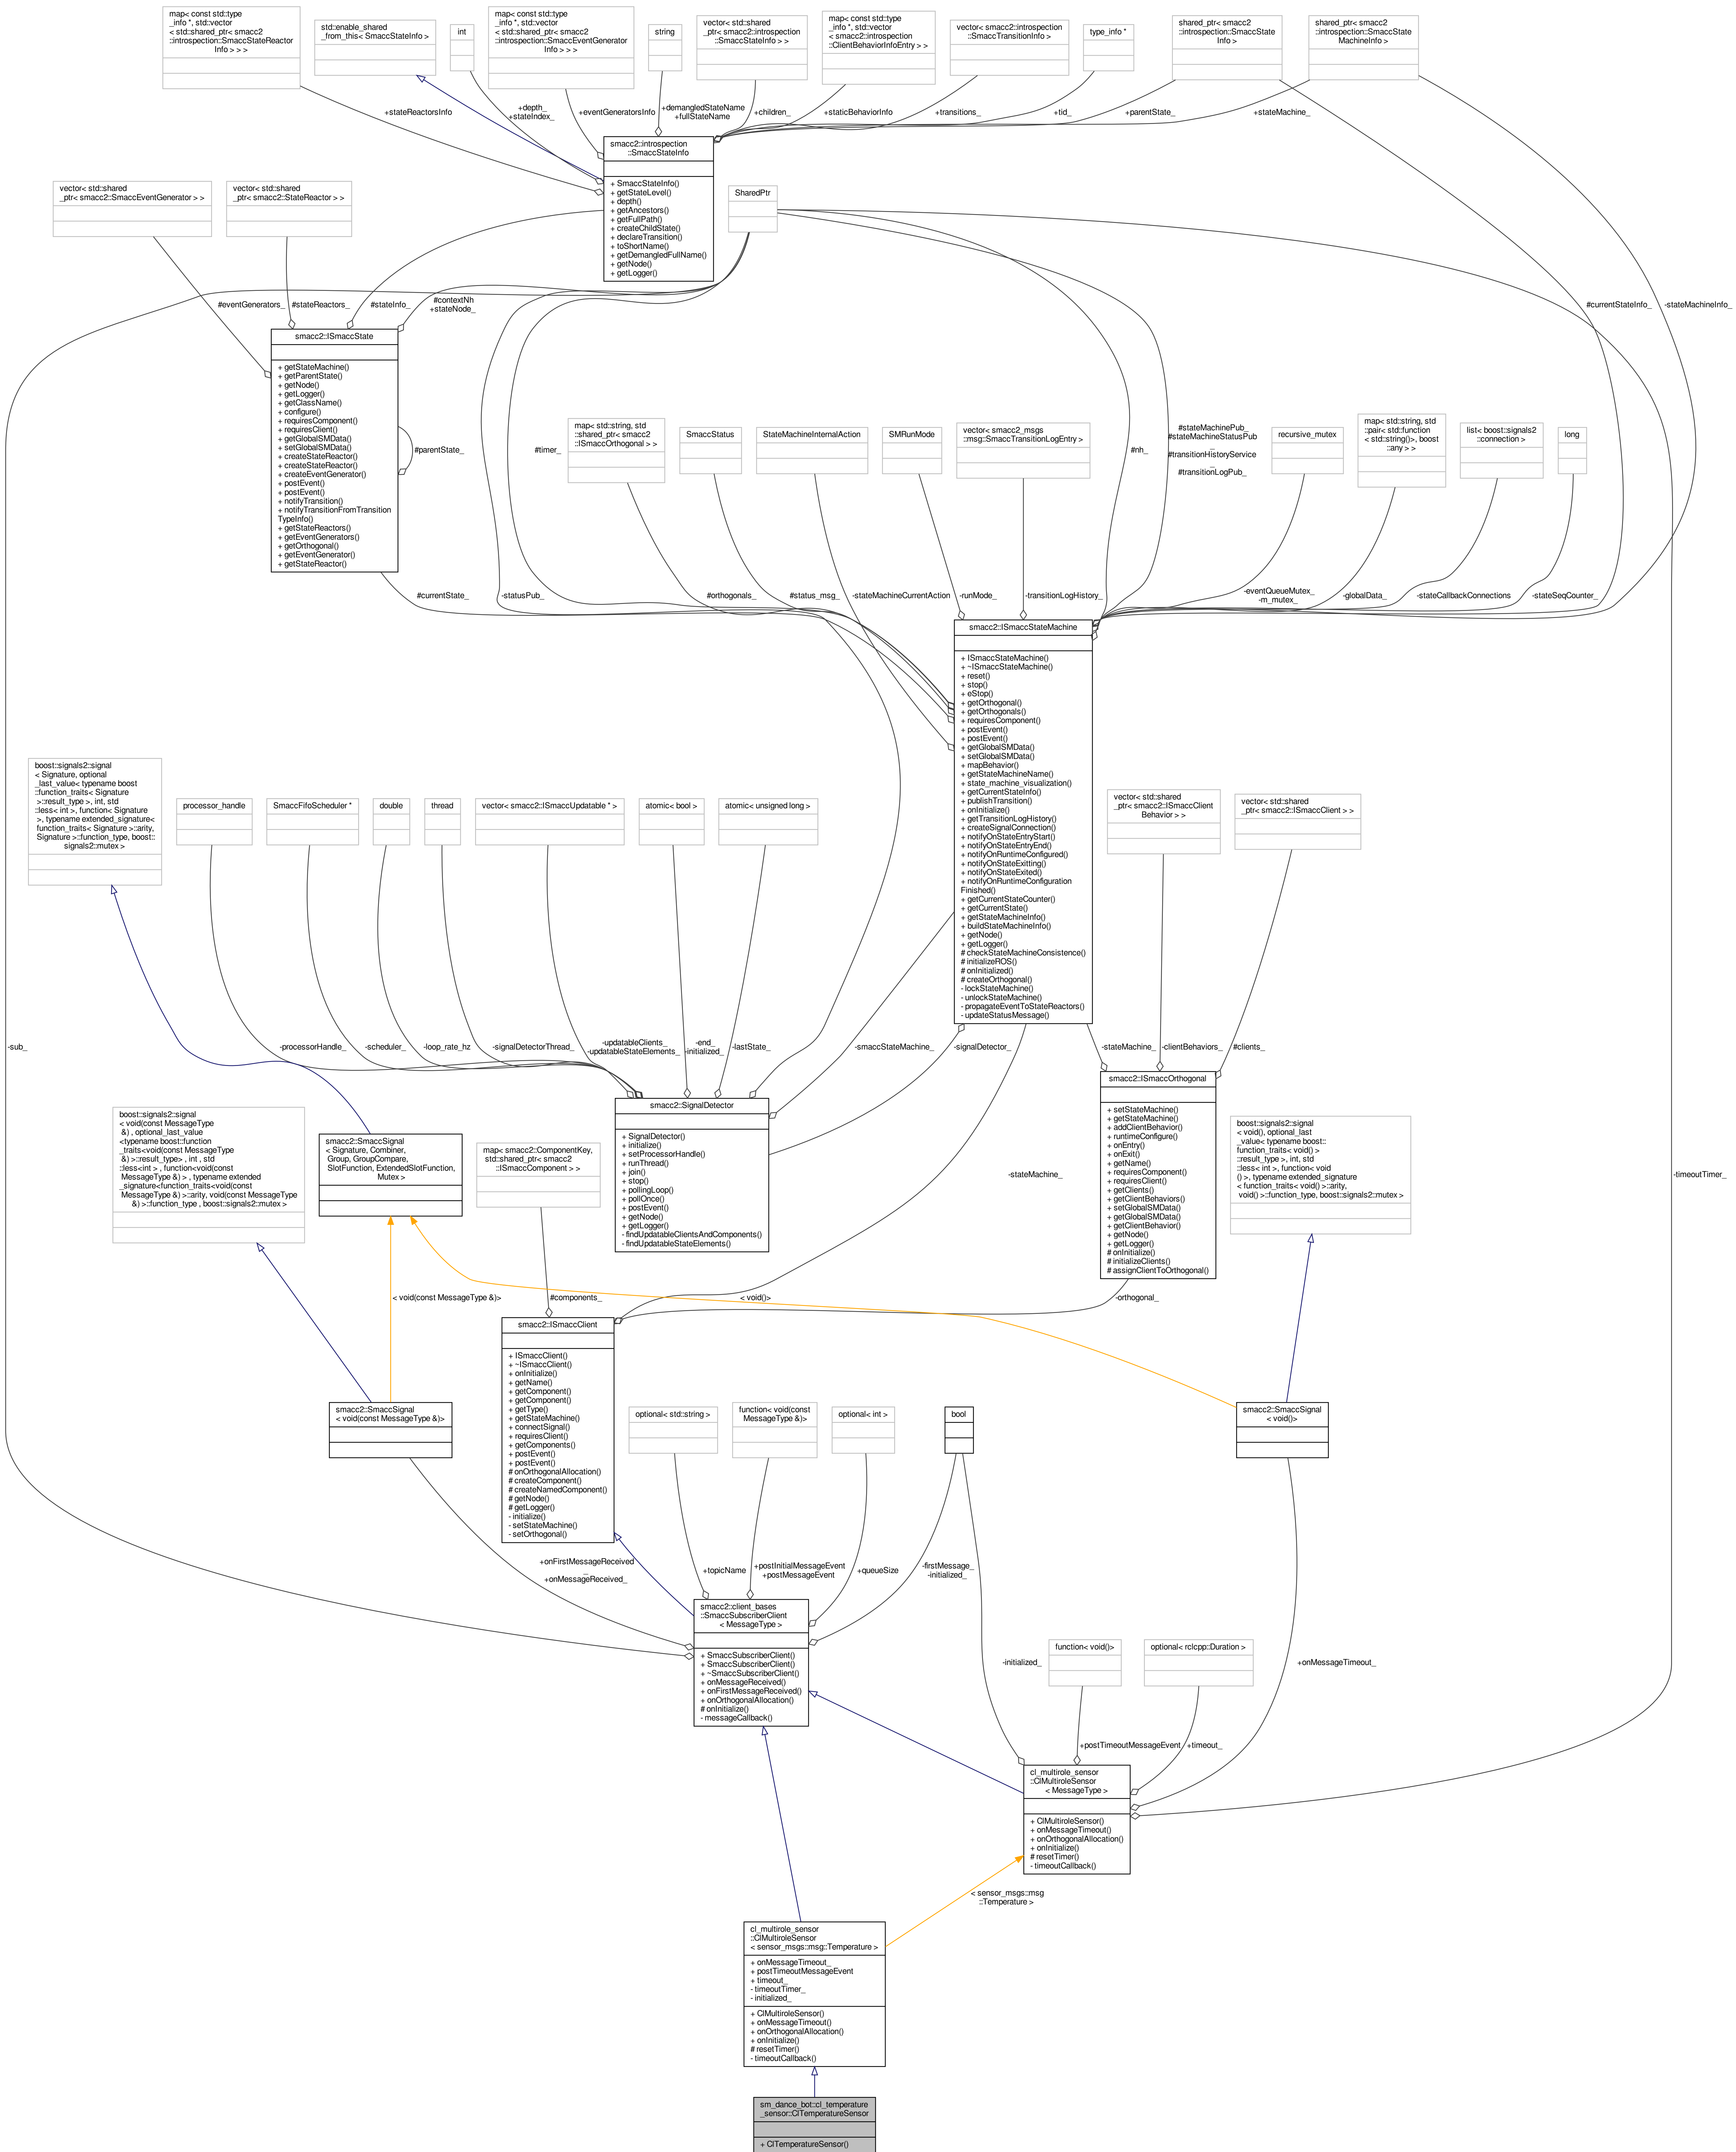 map< const std::type
_info *, std::vector
< std::shared_ptr< smacc2
::introspection::SmaccStateReactor
Info > > >
std::enable_shared
_from_this< SmaccStateInfo >
int
map< const std::type
_info *, std::vector
< std::shared_ptr< smacc2
::introspection::SmaccEventGenerator
Info > > >
string
vector< std::shared
_ptr< smacc2::introspection
::SmaccStateInfo > >
map< const std::type
_info *, std::vector
< smacc2::introspection
::ClientBehaviorInfoEntry > >
vector< smacc2::introspection
::SmaccTransitionInfo >
type_info *
shared_ptr< smacc2
::introspection::SmaccState
Info >
shared_ptr< smacc2
::introspection::SmaccState
MachineInfo >
+stateReactorsInfo
+depth_
+stateIndex_
+eventGeneratorsInfo
+demangledStateName
+fullStateName
+children_
+staticBehaviorInfo
+transitions_
+tid_
+parentState_
+stateMachine_
smacc2::introspection
::SmaccStateInfo
+ SmaccStateInfo()
+ getStateLevel()
+ depth()
+ getAncestors()
+ getFullPath()
+ createChildState()
+ declareTransition()
+ toShortName()
+ getDemangledFullName()
+ getNode()
+ getLogger()
vector< std::shared
_ptr< smacc2::SmaccEventGenerator > >
vector< std::shared
_ptr< smacc2::StateReactor > >
SharedPtr
#eventGenerators_
#stateReactors_
#stateInfo_
#contextNh
+stateNode_
#currentStateInfo_
-stateMachineInfo_
smacc2::ISmaccState
+ getStateMachine()
+ getParentState()
+ getNode()
+ getLogger()
+ getClassName()
+ configure()
+ requiresComponent()
+ requiresClient()
+ getGlobalSMData()
+ setGlobalSMData()
+ createStateReactor()
+ createStateReactor()
+ createEventGenerator()
+ postEvent()
+ postEvent()
+ notifyTransition()
+ notifyTransitionFromTransition
TypeInfo()
+ getStateReactors()
+ getEventGenerators()
+ getOrthogonal()
+ getEventGenerator()
+ getStateReactor()
#parentState_
#timer_
map< std::string, std
::shared_ptr< smacc2
::ISmaccOrthogonal > >
SmaccStatus
StateMachineInternalAction
SMRunMode
vector< smacc2_msgs
::msg::SmaccTransitionLogEntry >
#nh_
#stateMachinePub_
#stateMachineStatusPub
_
#transitionHistoryService
_
#transitionLogPub_
recursive_mutex
map< std::string, std
::pair< std::function
< std::string()>, boost
::any > >
list< boost::signals2
::connection >
long
#currentState_
-statusPub_
#orthogonals_
#status_msg_
-stateMachineCurrentAction
-runMode_
-transitionLogHistory_
-eventQueueMutex_
-m_mutex_
-globalData_
-stateCallbackConnections
-stateSeqCounter_
smacc2::ISmaccStateMachine
+ ISmaccStateMachine()
+ ~ISmaccStateMachine()
+ reset()
+ stop()
+ eStop()
+ getOrthogonal()
+ getOrthogonals()
+ requiresComponent()
+ postEvent()
+ postEvent()
+ getGlobalSMData()
+ setGlobalSMData()
+ mapBehavior()
+ getStateMachineName()
+ state_machine_visualization()
+ getCurrentStateInfo()
+ publishTransition()
+ onInitialize()
+ getTransitionLogHistory()
+ createSignalConnection()
+ notifyOnStateEntryStart()
+ notifyOnStateEntryEnd()
+ notifyOnRuntimeConfigured()
+ notifyOnStateExitting()
+ notifyOnStateExited()
+ notifyOnRuntimeConfiguration
Finished()
+ getCurrentStateCounter()
+ getCurrentState()
+ getStateMachineInfo()
+ buildStateMachineInfo()
+ getNode()
+ getLogger()
# checkStateMachineConsistence()
# initializeROS()
# onInitialized()
# createOrthogonal()
- lockStateMachine()
- unlockStateMachine()
- propagateEventToStateReactors()
- updateStatusMessage()
boost::signals2::signal
< Signature, optional
_last_value< typename boost
::function_traits< Signature
>::result_type >, int, std
::less< int >, function< Signature
>, typename extended_signature<
function_traits< Signature >::arity,
Signature >::function_type, boost::
signals2::mutex >
processor_handle
SmaccFifoScheduler *
double
thread
vector< smacc2::ISmaccUpdatable * >
atomic< bool >
atomic< unsigned long >
vector< std::shared
_ptr< smacc2::ISmaccClient
Behavior > >
vector< std::shared
_ptr< smacc2::ISmaccClient > >
-sub_
-processorHandle_
-scheduler_
-loop_rate_hz
-signalDetectorThread_
-updatableClients_
-updatableStateElements_
-end_
-initialized_
-lastState_
-smaccStateMachine_
-signalDetector_
-stateMachine_
-clientBehaviors_
#clients_
smacc2::SignalDetector
+ SignalDetector()
+ initialize()
+ setProcessorHandle()
+ runThread()
+ join()
+ stop()
+ pollingLoop()
+ pollOnce()
+ postEvent()
+ getNode()
+ getLogger()
- findUpdatableClientsAndComponents()
- findUpdatableStateElements()
smacc2::ISmaccOrthogonal
+ setStateMachine()
+ getStateMachine()
+ addClientBehavior()
+ runtimeConfigure()
+ onEntry()
+ onExit()
+ getName()
+ requiresComponent()
+ requiresClient()
+ getClients()
+ getClientBehaviors()
+ setGlobalSMData()
+ getGlobalSMData()
+ getClientBehavior()
+ getNode()
+ getLogger()
# onInitialize()
# initializeClients()
# assignClientToOrthogonal()
boost::signals2::signal
< void(const MessageType
&) , optional_last_value
<typename boost::function
_traits<void(const MessageType
&) >::result_type> , int , std
::less<int > , function<void(const
MessageType &) > , typename extended
_signature<function_traits<void(const
MessageType &) >::arity, void(const MessageType
&) >::function_type , boost::signals2::mutex >
smacc2::SmaccSignal
< Signature, Combiner,
Group, GroupCompare,
SlotFunction, ExtendedSlotFunction,
Mutex >
map< smacc2::ComponentKey,
std::shared_ptr< smacc2
::ISmaccComponent > >
boost::signals2::signal
< void(), optional_last
_value< typename boost::
function_traits< void() >
::result_type >, int, std
::less< int >, function< void
() >, typename extended_signature
< function_traits< void() >::arity,
void() >::function_type, boost::signals2::mutex >
-stateMachine_
-timeoutTimer_
< void(const MessageType &)>
#components_
< void()>
-orthogonal_
smacc2::ISmaccClient
+ ISmaccClient()
+ ~ISmaccClient()
+ onInitialize()
+ getName()
+ getComponent()
+ getComponent()
+ getType()
+ getStateMachine()
+ connectSignal()
+ requiresClient()
+ getComponents()
+ postEvent()
+ postEvent()
# onOrthogonalAllocation()
# createComponent()
# createNamedComponent()
# getNode()
# getLogger()
- initialize()
- setStateMachine()
- setOrthogonal()
smacc2::SmaccSignal
< void(const MessageType &)>
optional< std::string >
function< void(const
MessageType &)>
optional< int >
bool
smacc2::SmaccSignal
< void()>
+onFirstMessageReceived
_
+onMessageReceived_
+topicName
+postInitialMessageEvent
+postMessageEvent
+queueSize
-firstMessage_
-initialized_
smacc2::client_bases
::SmaccSubscriberClient
< MessageType >
+ SmaccSubscriberClient()
+ SmaccSubscriberClient()
+ ~SmaccSubscriberClient()
+ onMessageReceived()
+ onFirstMessageReceived()
+ onOrthogonalAllocation()
# onInitialize()
- messageCallback()
function< void()>
optional< rclcpp::Duration >
-initialized_
+onMessageTimeout_
+postTimeoutMessageEvent
+timeout_
cl_multirole_sensor
::ClMultiroleSensor
< MessageType >
+ ClMultiroleSensor()
+ onMessageTimeout()
+ onOrthogonalAllocation()
+ onInitialize()
# resetTimer()
- timeoutCallback()
< sensor_msgs::msg
::Temperature >
cl_multirole_sensor
::ClMultiroleSensor
< sensor_msgs::msg::Temperature >
+ onMessageTimeout_
+ postTimeoutMessageEvent
+ timeout_
- timeoutTimer_
- initialized_
+ ClMultiroleSensor()
+ onMessageTimeout()
+ onOrthogonalAllocation()
+ onInitialize()
# resetTimer()
- timeoutCallback()
sm_dance_bot::cl_temperature
_sensor::ClTemperatureSensor
+ ClTemperatureSensor()